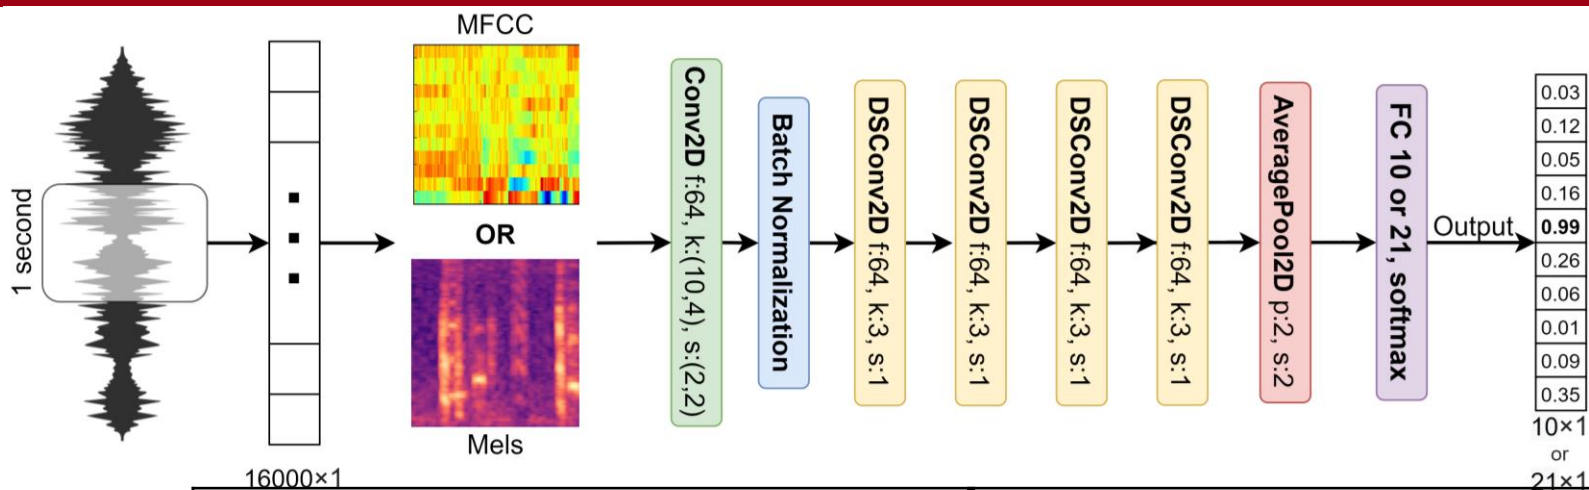 1 second
16000×1
MFCC
OR
Mels
Conv2D f:64, k:(10,4), s:(2,2)
Batch Normalization
DSConv2D f:64, k:3, s:1
DSConv2D f:64, k:3, s:1
DSConv2D f:64, k:3, s:1
DSConv2D f:64, k:3, s:1
AveragePool2D p:2, s:2
FC 10 or 21, softmax
Output
0.03
0.12
0.05
0.16
0.99
0.26
0.06
0.01
0.09
0.35
10×1
or
21×1